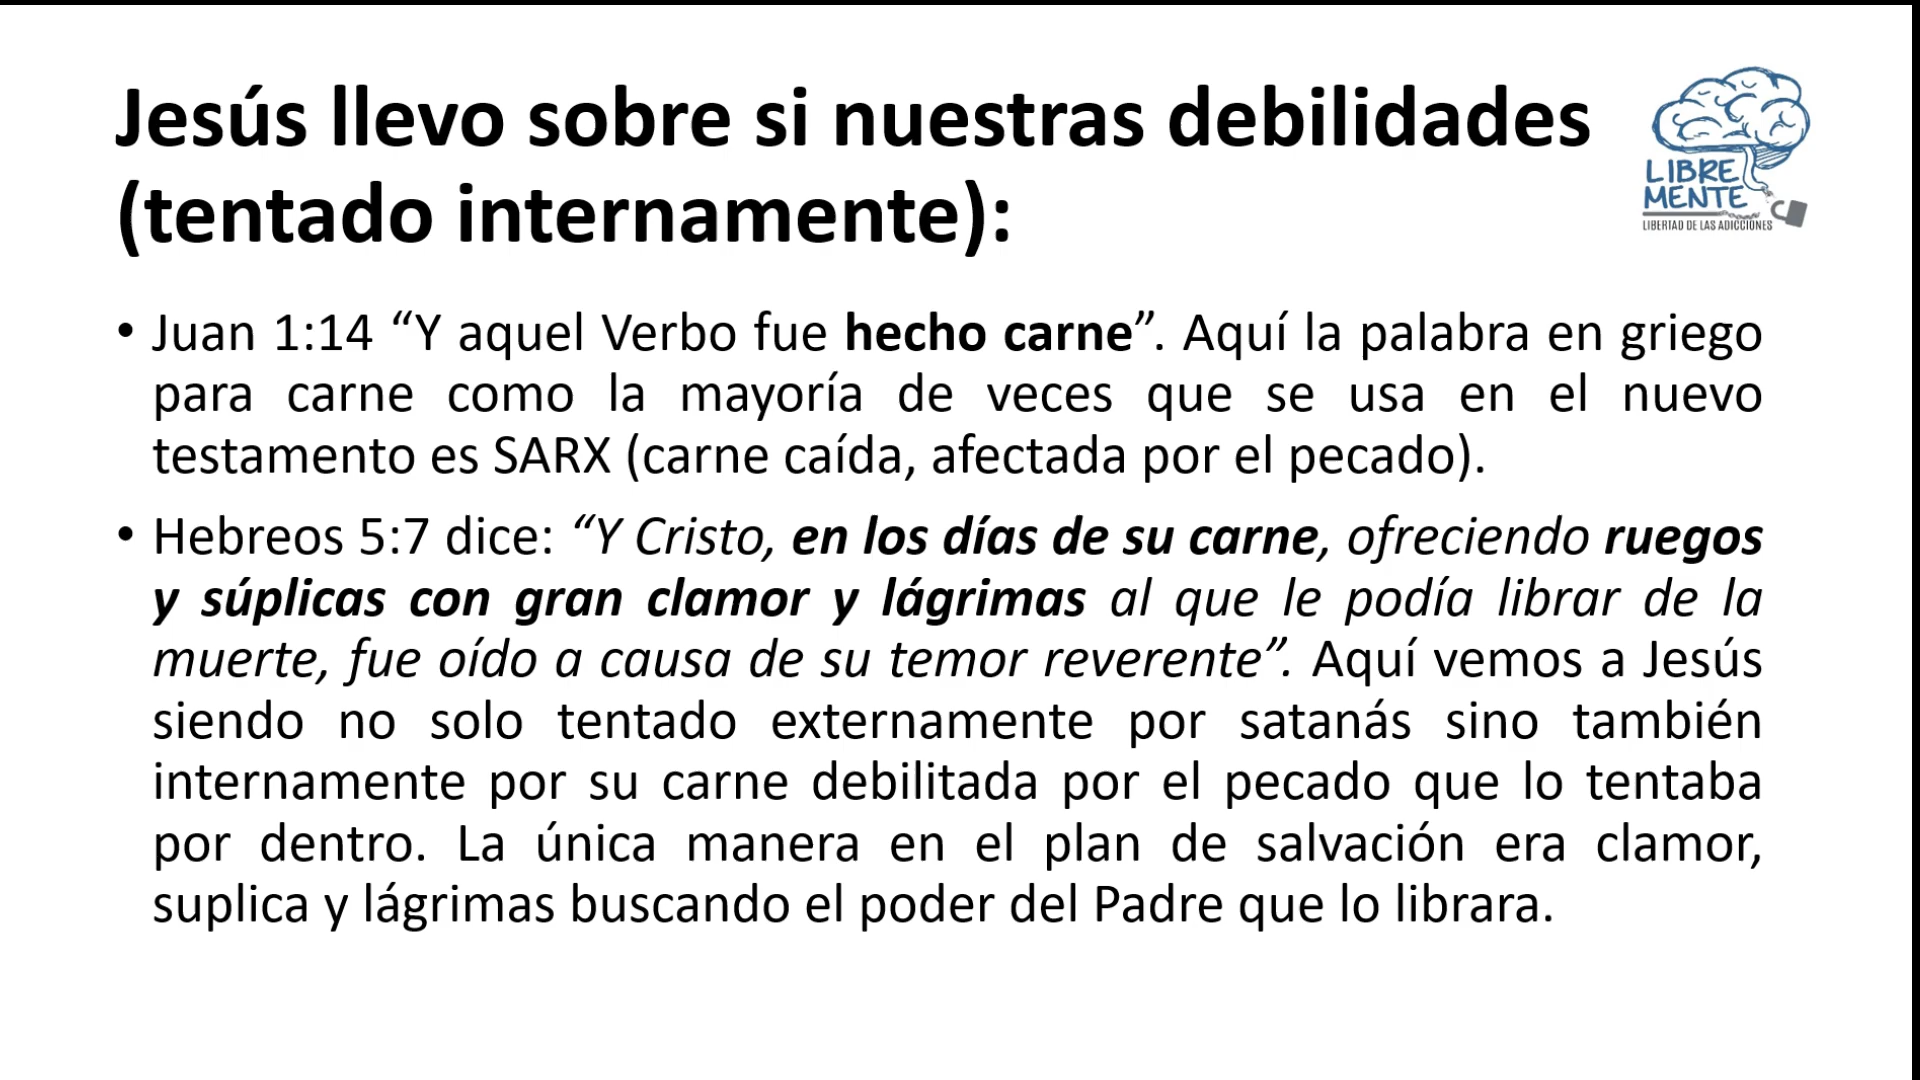 Jesús llevo sobre si nuestras debilidades
(tentado internamente):
LIBRE
MENTE
LIBERTAD DE LAS ADICCIONES
• Juan 1:14 “Y aquel Verbo fue hecho carne”. Aquí la palabra en griego
para carne como la mayoría de veces que se usa en el nuevo
testamento es SARX (carne caída, afectada por el pecado).
• Hebreos 5:7 dice: “Y Cristo, en los días de su carne, ofreciendo ruegos
y súplicas con gran clamor y lágrimas al que le podía librar de la
muerte, fue oído a causa de su temor reverente”. Aquí vemos a Jesús
siendo no solo tentado externamente por satanás sino también
internamente por su carne debilitada por el pecado que lo tentaba
por dentro. La única manera en el plan de salvación era clamor,
suplica y lágrimas buscando el poder del Padre que lo librara.